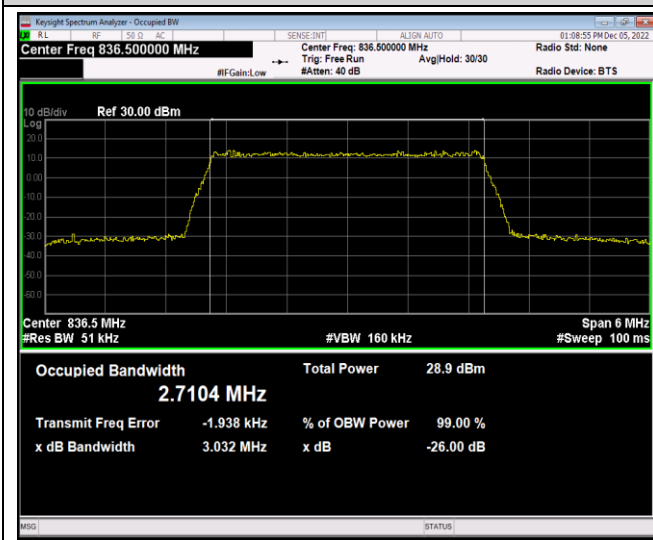 Keysight Spectrum Analyzer - Occupied BW
RL RF 50 Ω AC SENSE:INT ALIGN AUTO 01:08:55 PM Dec 05, 2022
Center Freq 836.500000 MHz Center Freq: 836.500000 MHz Radio Std: None
Trig: Free Run Avg|Hold: 30/30
#IFGain:Low #Atten: 40 dB Radio Device: BTS
10 dB/div Ref 30.00 dBm
Log
20.0
10.0
0.00
-10.0
-20.0
-30.0
-40.0
-50.0
-60.0
Center 836.5 MHz Span 6 MHz
#Res BW 51 kHz #VBW 160 kHz #Sweep 100 ms
Occupied Bandwidth Total Power 28.9 dBm
2.7104 MHz
Transmit Freq Error -1.938 kHz % of OBW Power 99.00 %
x dB Bandwidth 3.032 MHz x dB -26.00 dB
MSG STATUS